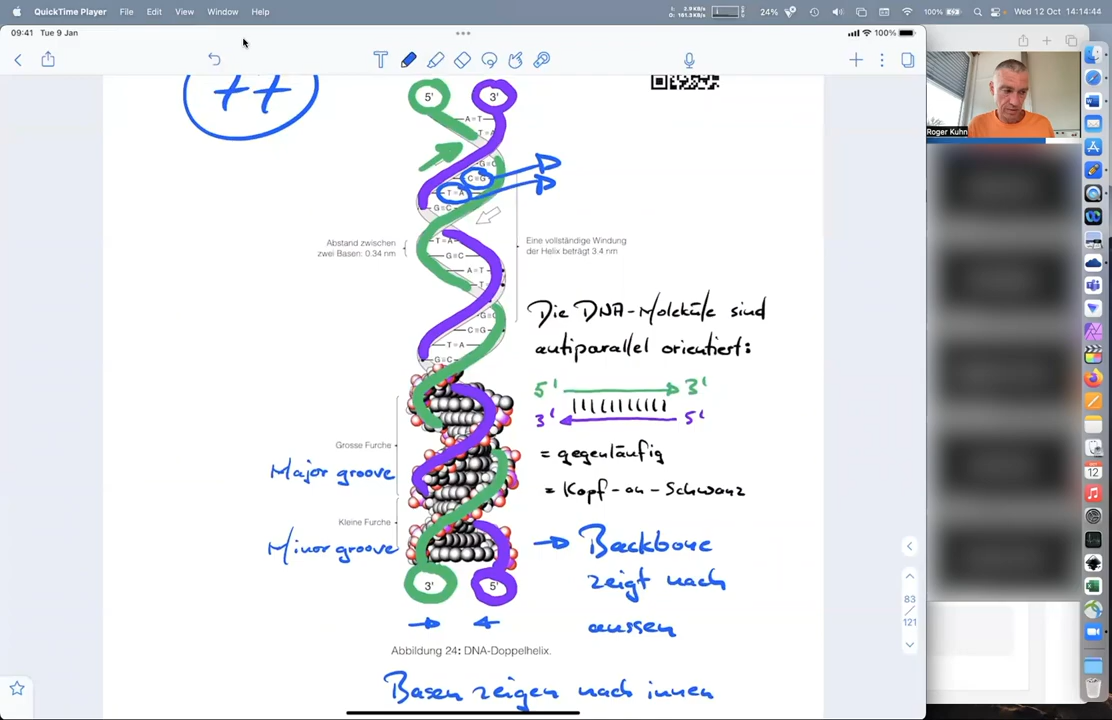 QuickTime Player File Edit View Window Help
2.9KB/s
161.3KB/s
24%
100%
Wed 12 Oct 14:14:44
09:41 Tue 9 Jan
100%
++
5' 3'
A=T
G=C
C=G
T=A
G=C
Abstand zwischen
zwei Basen: 0.34 nm
Eine vollständige Windung
der Helix beträgt 3.4 nm
T=A
G=C
A=T
C=G
T=A
G=C
Die DNA-Moleküle sind
antiparallel orientiert:
5' 3'
3' 5'
= gegenläufig
= Kopf-an-Schwanz
Grosse Furche
Major groove
Kleine Furche
Minor groove
→ Backbone
zeigt nach
aussen
3' 5'
Abbildung 24: DNA-Doppelhelix.
Basen zeigen nach innen
83
121
Roger Kuhn